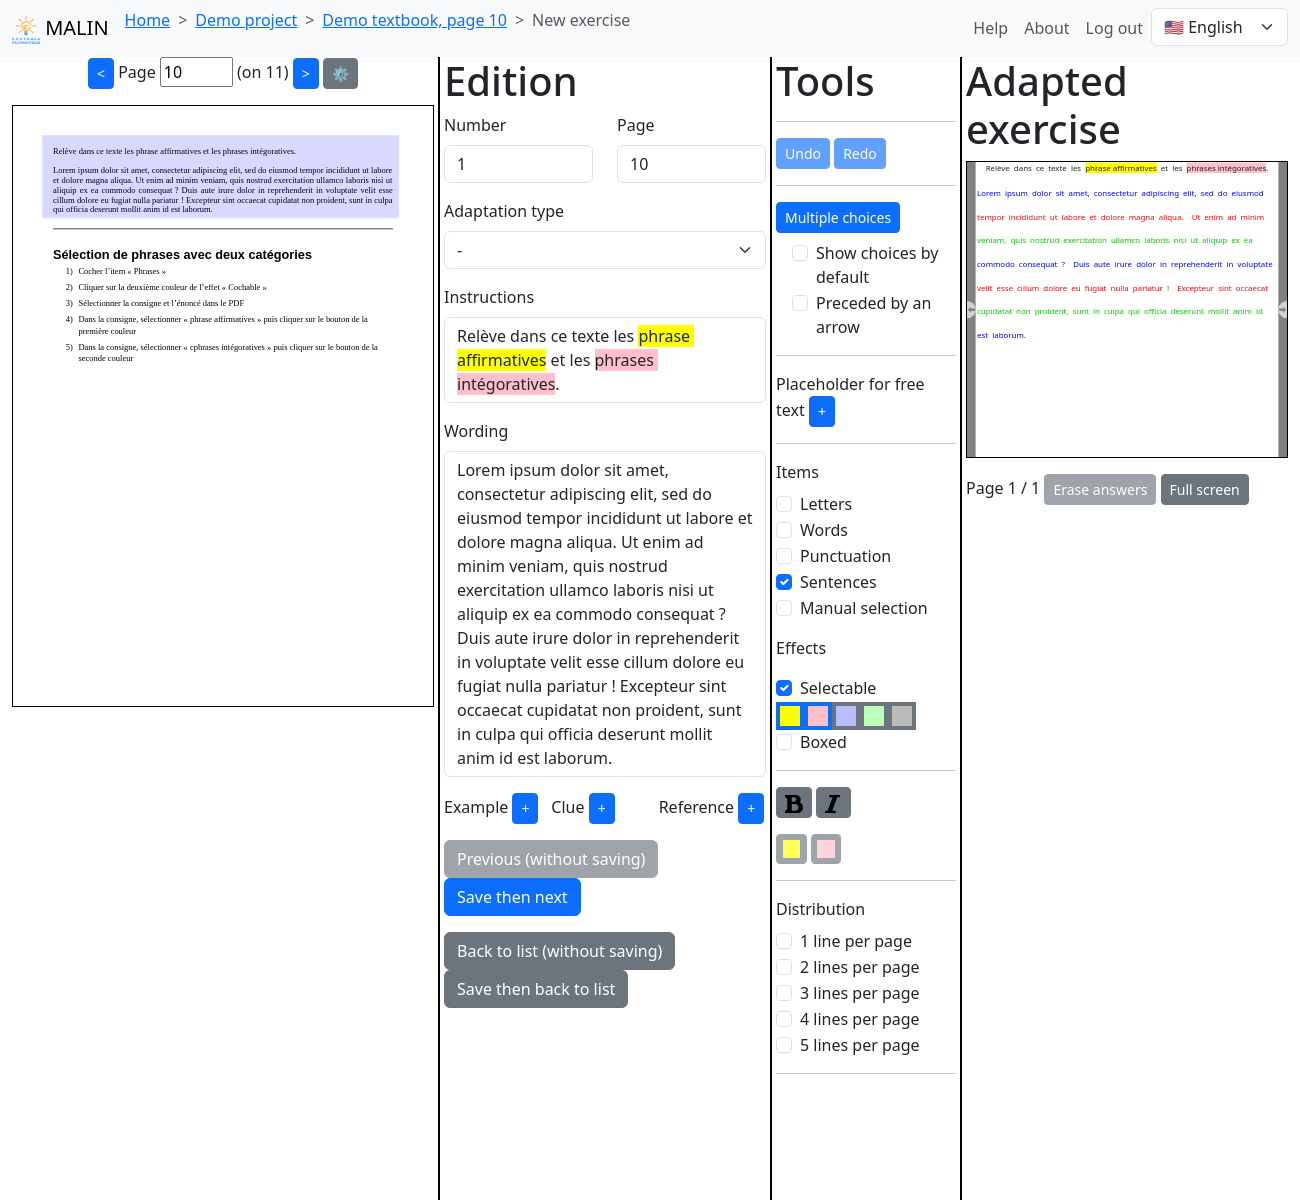 MALIN
Home > Demo project > Demo textbook, page 10 > New exercise
Help About Log out 🇺🇸 English
< Page 10 (on 11) > ⚙️
Relève dans ce texte les phrase affirmatives et les phrases intégoratives.
Lorem ipsum dolor sit amet, consectetur adipiscing elit, sed do eiusmod tempor incididunt ut labore
et dolore magna aliqua. Ut enim ad minim veniam, quis nostrud exercitation ullamco laboris nisi ut
aliquip ex ea commodo consequat ? Duis aute irure dolor in reprehenderit in voluptate velit esse
cillum dolore eu fugiat nulla pariatur ! Excepteur sint occaecat cupidatat non proident, sunt in culpa
qui officia deserunt mollit anim id est laborum.
Sélection de phrases avec deux catégories
1) Cocher l'item « Phrases »
2) Cliquer sur la deuxième couleur de l'effet « Cochable »
3) Sélectionner la consigne et l'énoncé dans le PDF
4) Dans la consigne, sélectionner « phrase affirmatives » puis cliquer sur le bouton de la
première couleur
5) Dans la consigne, sélectionner « cphrases intégoratives » puis cliquer sur le bouton de la
seconde couleur
Edition
Number Page
1 10
Adaptation type
-
Instructions
Relève dans ce texte les phrase
affirmatives et les phrases
intégoratives.
Wording
Lorem ipsum dolor sit amet,
consectetur adipiscing elit, sed do
eiusmod tempor incididunt ut labore et
dolore magna aliqua. Ut enim ad
minim veniam, quis nostrud
exercitation ullamco laboris nisi ut
aliquip ex ea commodo consequat ?
Duis aute irure dolor in reprehenderit
in voluptate velit esse cillum dolore eu
fugiat nulla pariatur ! Excepteur sint
occaecat cupidatat non proident, sunt
in culpa qui officia deserunt mollit
anim id est laborum.
Example + Clue + Reference +
Previous (without saving)
Save then next
Back to list (without saving)
Save then back to list
Tools
Undo Redo
Multiple choices
Show choices by
default
Preceded by an
arrow
Placeholder for free
text +
Items
Letters
Words
Punctuation
Sentences
Manual selection
Effects
Selectable
Boxed
B I
Distribution
1 line per page
2 lines per page
3 lines per page
4 lines per page
5 lines per page
Adapted
exercise
Relève dans ce texte les phrase affirmatives et les phrases intégoratives.
Lorem ipsum dolor sit amet, consectetur adipiscing elit, sed do eiusmod
tempor incididunt ut labore et dolore magna aliqua. Ut enim ad minim
veniam, quis nostrud exercitation ullamco laboris nisi ut aliquip ex ea
commodo consequat ? Duis aute irure dolor in reprehenderit in voluptate
velit esse cillum dolore eu fugiat nulla pariatur ! Excepteur sint occaecat
cupidatat non proident, sunt in culpa qui officia deserunt mollit anim id
est laborum.
Page 1 / 1 Erase answers Full screen